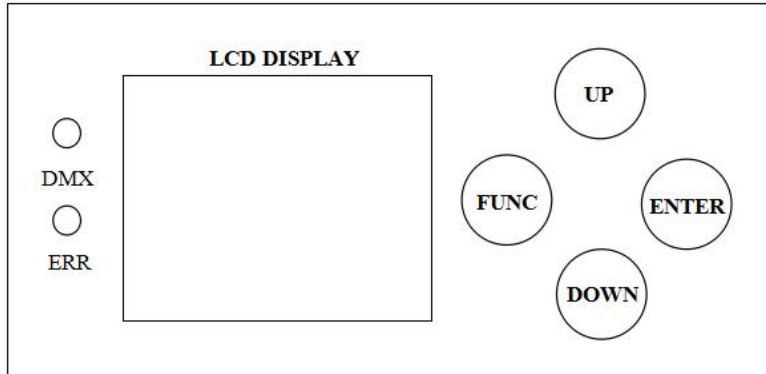 LCD DISPLAY
DMX
ERR
UP
FUNC
ENTER
DOWN